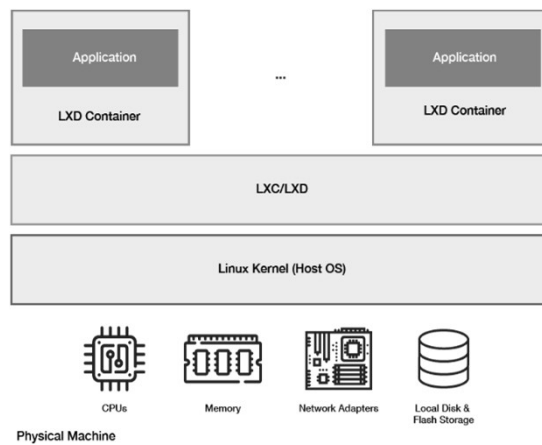 Application
Application
...
LXD Container
LXD Container
LXC/LXD
Linux Kernel (Host OS)
CPUs
Memory
Network Adapters
Local Disk &
Flash Storage
Physical Machine